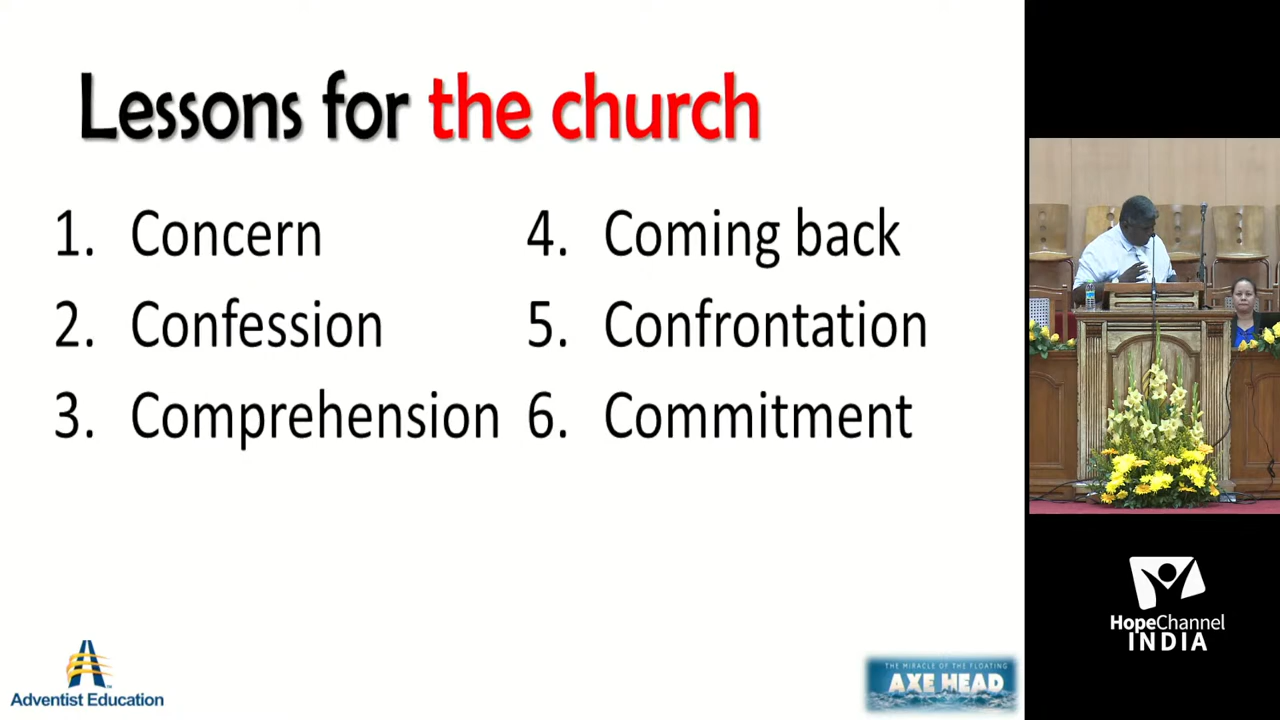 Lessons for the church
1. Concern
2. Confession
3. Comprehension
4. Coming back
5. Confrontation
6. Commitment
HopeChannel
INDIA
Adventist Education
THE MIRACLE OF THE FLOATING
AXE HEAD